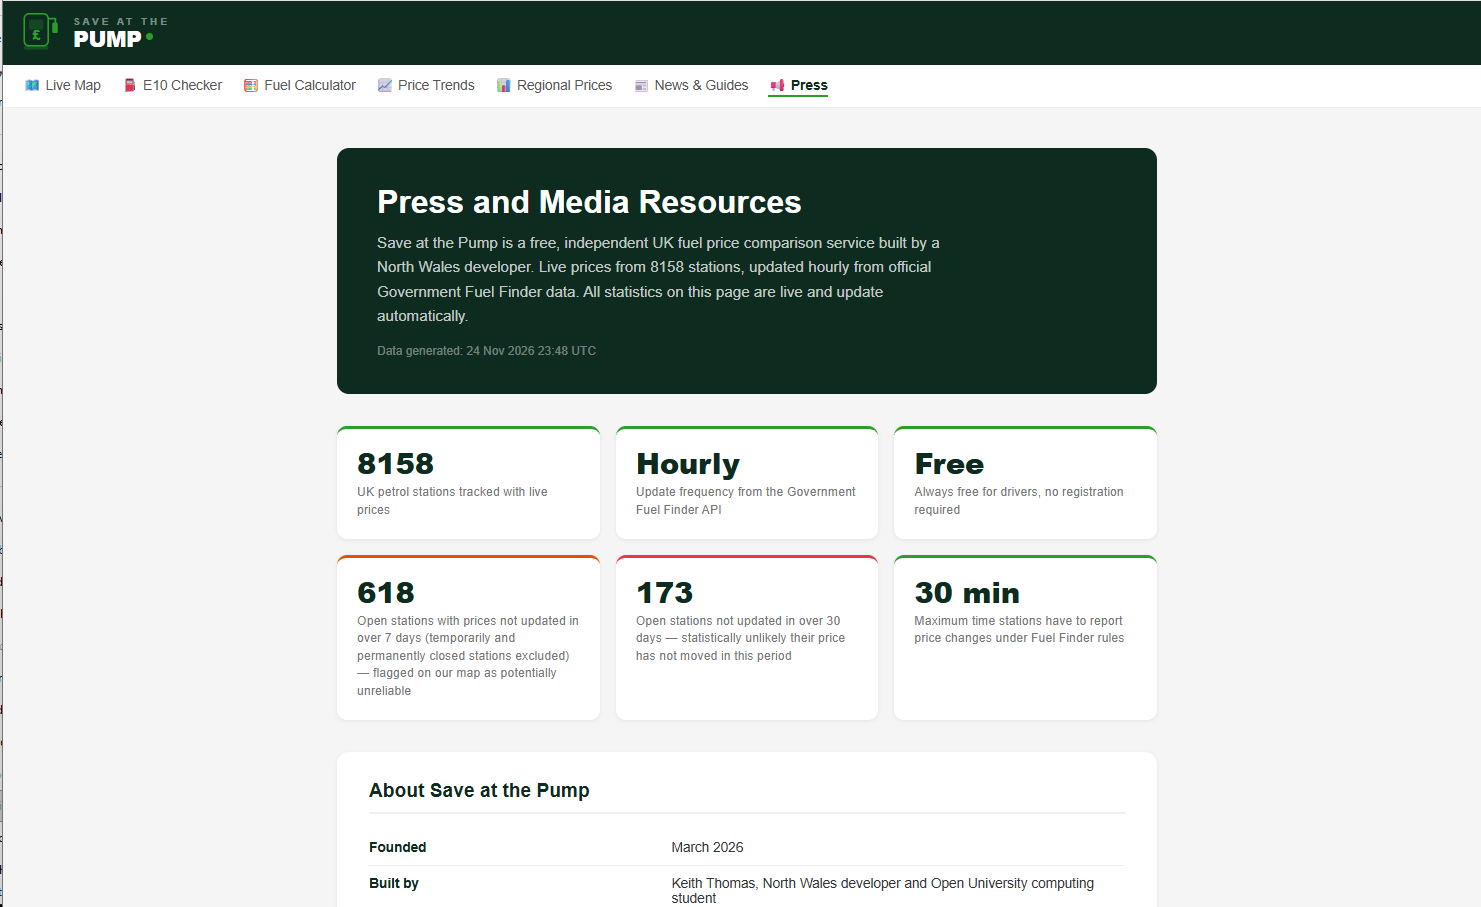 SAVE AT THE
PUMP
£
Live Map
E10 Checker
Fuel Calculator
Price Trends
Regional Prices
News & Guides
Press
Press and Media Resources
Save at the Pump is a free, independent UK fuel price comparison service built by a
North Wales developer. Live prices from 8158 stations, updated hourly from official
Government Fuel Finder data. All statistics on this page are live and update
automatically.
Data generated: 24 Nov 2026 23:48 UTC
8158
UK petrol stations tracked with live
prices
Hourly
Update frequency from the Government
Fuel Finder API
Free
Always free for drivers, no registration
required
618
Open stations with prices not updated in
over 7 days (temporarily and
permanently closed stations excluded)
— flagged on our map as potentially
unreliable
173
Open stations not updated in over 30
days — statistically unlikely their price
has not moved in this period
30 min
Maximum time stations have to report
price changes under Fuel Finder rules
About Save at the Pump
Founded
March 2026
Built by
Keith Thomas, North Wales developer and Open University computing
student